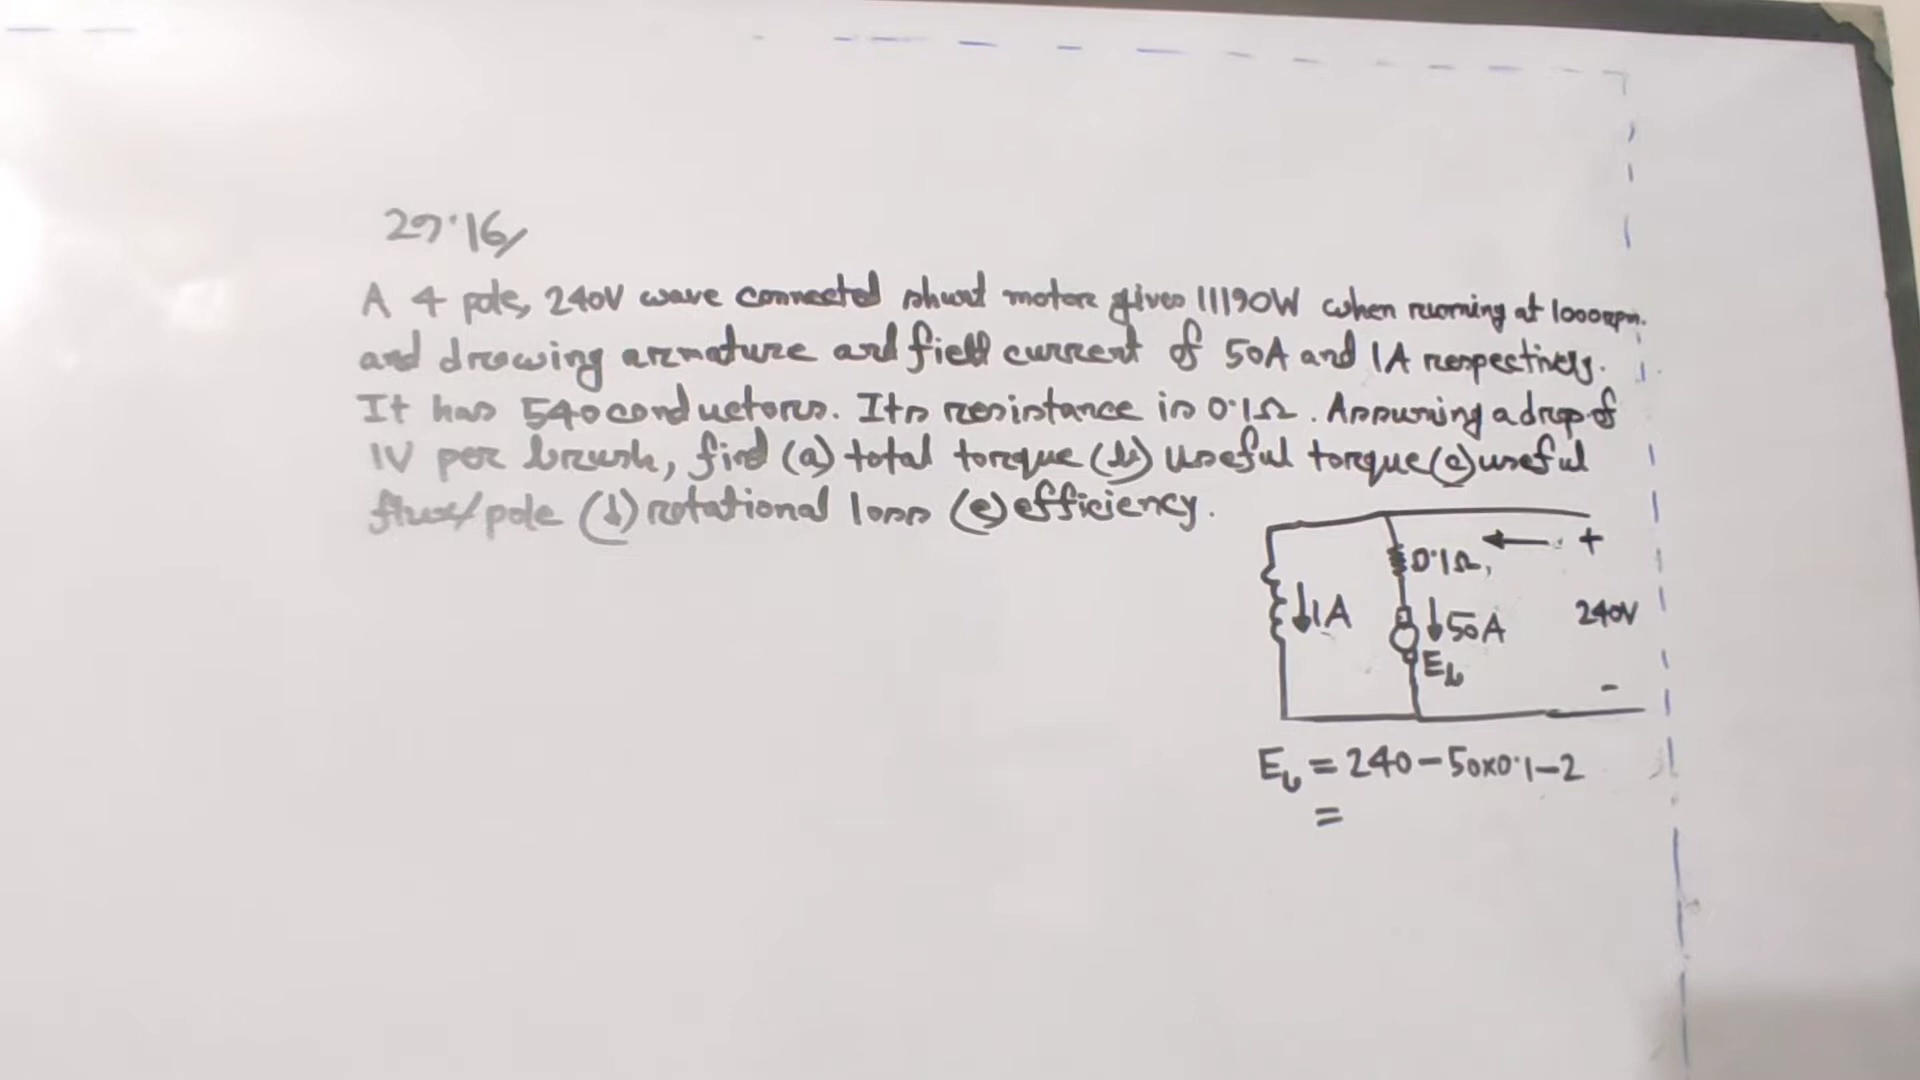 29.16/
A 4 pole, 240V wave connected shunt motor gives 11190W when running at 1000rpm.
and drawing armature and field current of 50A and 1A respectively.
It has 540 conductors. Its resistance is 0.1Ω. Assuming a drop of
1V per brush, find (a) total torque (b) useful torque (c) useful
flux/pole (d) rotational loss (e) efficiency.
0.1Ω +
1A 50A 240V
Eb -
Eb = 240-50x0.1-2
=